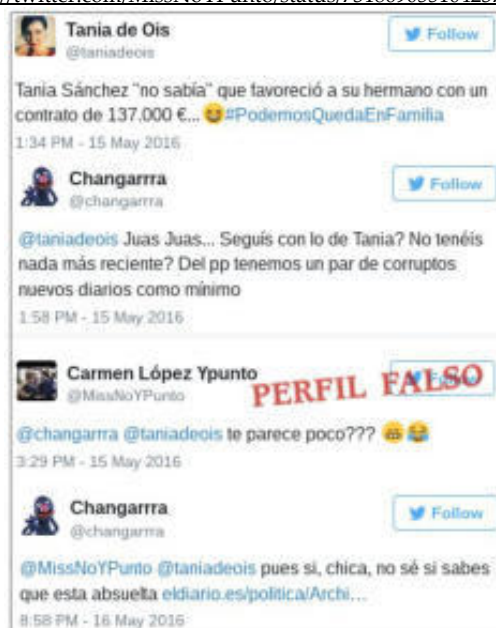 Tania de Ois
@taniadeois
Follow
Tania Sánchez "no sabía" que favoreció a su hermano con un
contrato de 137.000 €... 😂 #PodemosQuedaEnFamilia
1:34 PM - 15 May 2016
Changarrra
@changarrra
Follow
@taniadeois Juas Juas... Seguís con lo de Tania? No tenéis
nada más reciente? Del pp tenemos un par de corruptos
nuevos diarios como mínimo
1:58 PM - 15 May 2016
Carmen López Ypunto
@MissNoYPunto
PERFIL FALSO
@changarrra @taniadeois te parece poco??? 😂
3:29 PM - 15 May 2016
Changarrra
@changarrra
Follow
@MissNoYPunto @taniadeois pues si, chica, no sé si sabes
que esta absuelta eldiario.es/politica/Archi…
8:58 PM - 16 May 2016